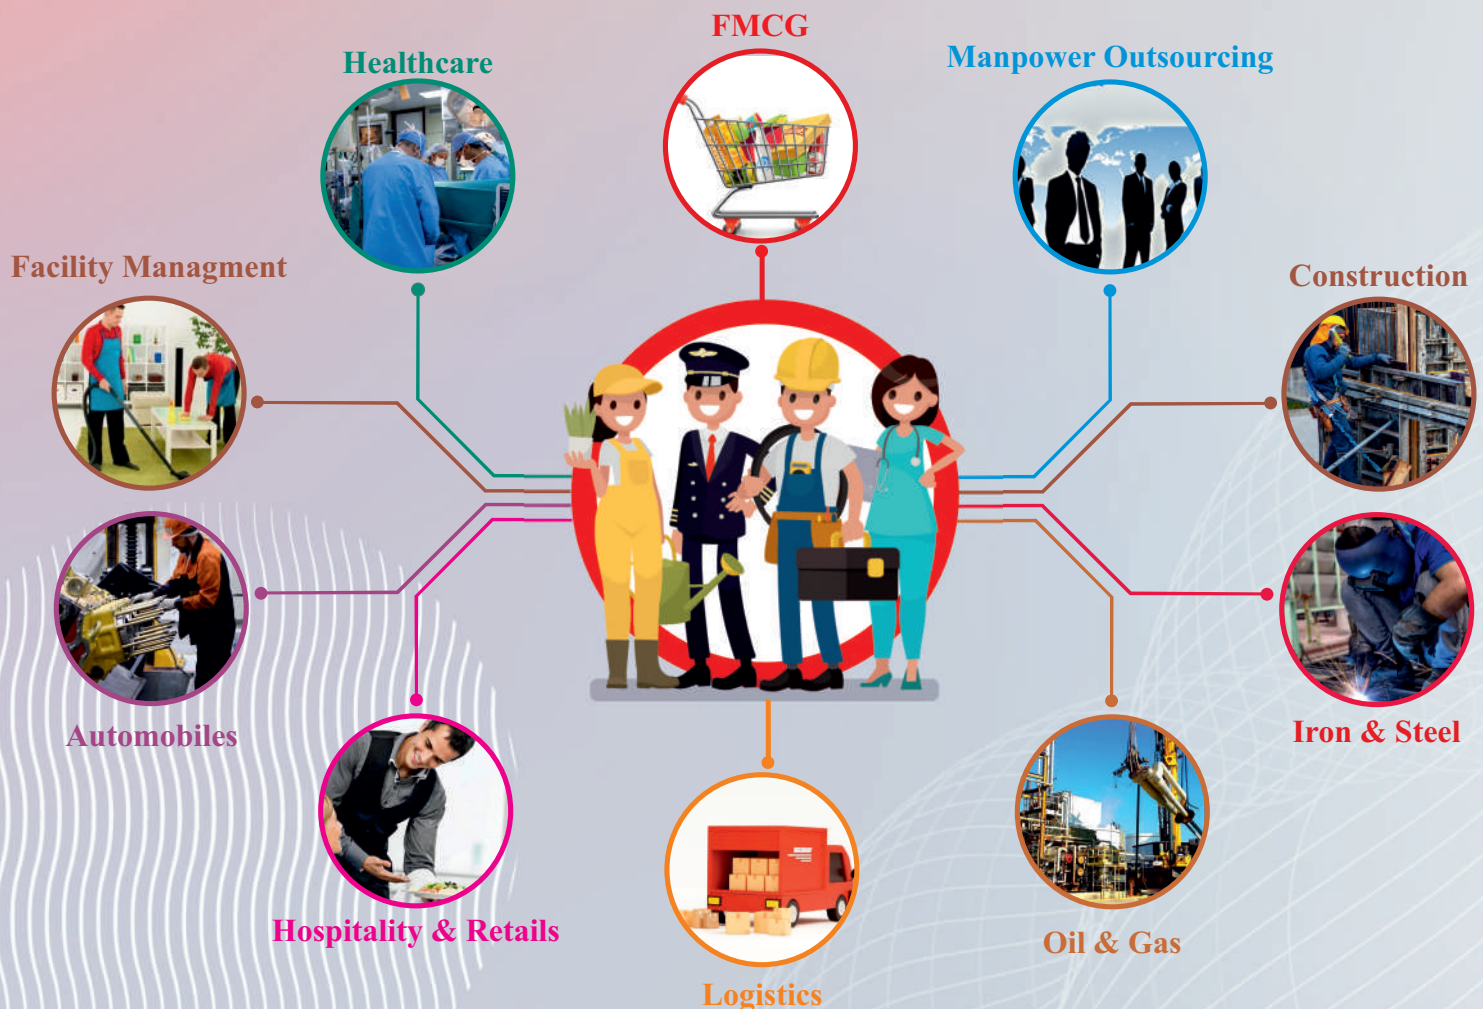 FMCG
Healthcare
Manpower Outsourcing
Facility Managment
Construction
Automobiles
Iron & Steel
Hospitality & Retails
Oil & Gas
Logistics